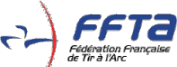 FFTA
Fédération Française
de Tir à l'Arc